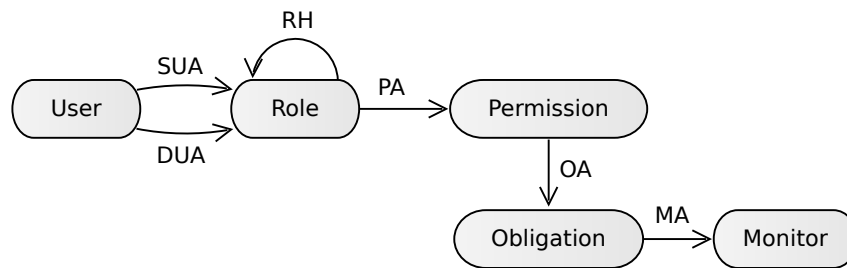 RH
SUA
User
Role
PA
Permission
DUA
OA
Obligation
MA
Monitor